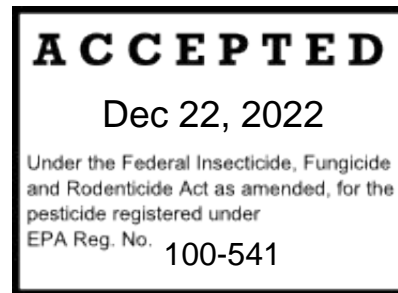 ACCEPTED
Dec 22, 2022
Under the Federal Insecticide, Fungicide
and Rodenticide Act as amended, for the
pesticide registered under
EPA Reg. No. 100-541